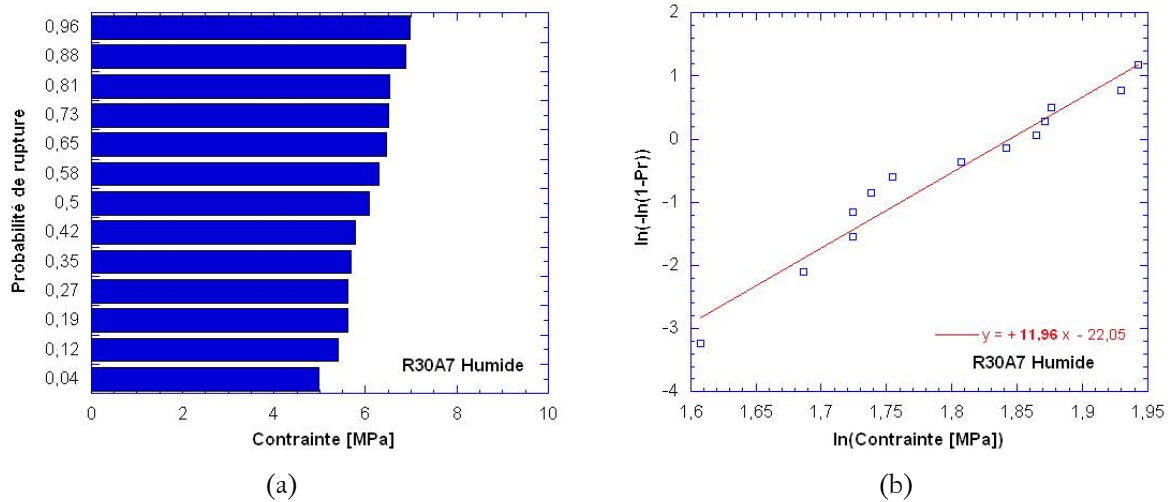 Probabilité de rupture
0,96
0,88
0,81
0,73
0,65
0,58
0,5
0,42
0,35
0,27
0,19
0,12
0,04
R30A7 Humide
0 2 4 6 8 10
Contrainte [MPa]
(a)
ln(-ln(1-Pr))
2
1
0
-1
-2
-3
-4
y = + 11,96 x - 22,05
R30A7 Humide
1,6 1,65 1,7 1,75 1,8 1,85 1,9 1,95
ln(Contrainte [MPa])
(b)